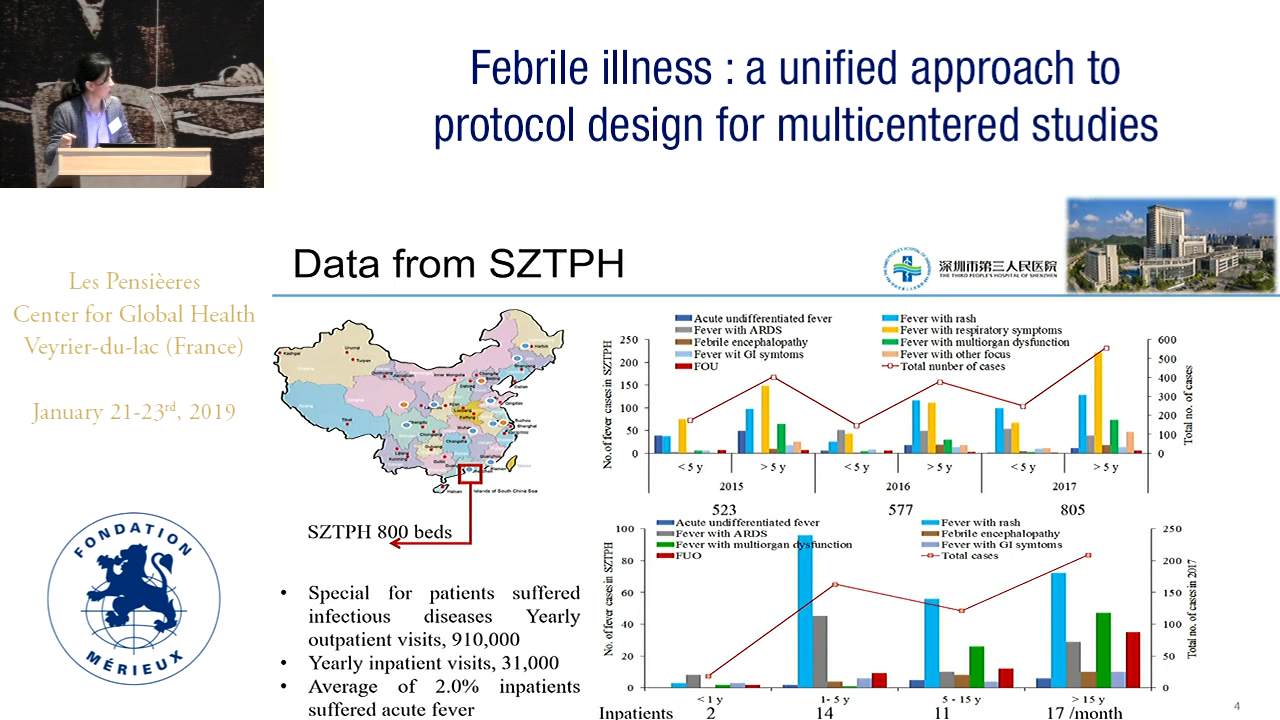 Febrile illness : a unified approach to
protocol design for multicentered studies
Les Pensièeres
Center for Global Health
Veyrier-du-lac (France)
January 21-23rd, 2019
FONDATION
MÉRIEUX
Data from SZTPH
深圳市第三人民医院
THE THIRD PEOPLE'S HOSPITAL OF SHENZHEN
SZTPH 800 beds
• Special for patients suffered
infectious diseases Yearly
outpatient visits, 910,000
• Yearly inpatient visits, 31,000
• Average of 2.0% inpatients
suffered acute fever
Acute undifferentiated fever
Fever with rash
Fever with ARDS
Fever with respiratory symptoms
Febrile encephalopathy
Fever with multiorgan dysfunction
Fever wit GI symtoms
Fever with other focus
FOU
Total nunber of cases
No. of fever cases in SZTPH
250
200
150
100
50
0
600
500
400
300
200
100
0
Total no. of cases
< 5 y > 5 y < 5 y > 5 y < 5 y > 5 y
2015 2016 2017
523 577 805
Acute undifferentiated fever
Fever with rash
Fever with ARDS
Febrile encephalopathy
Fever with multiorgan dysfunction
Fever with GI symtoms
FUO
Total cases
No. of fever cases in SZTPH
100
80
60
40
20
0
250
200
150
100
50
0
Total no. of cases in 2017
< 1 y 1- 5 y 5 - 15 y > 15 y
Inpatients 2 14 11 17 /month
4